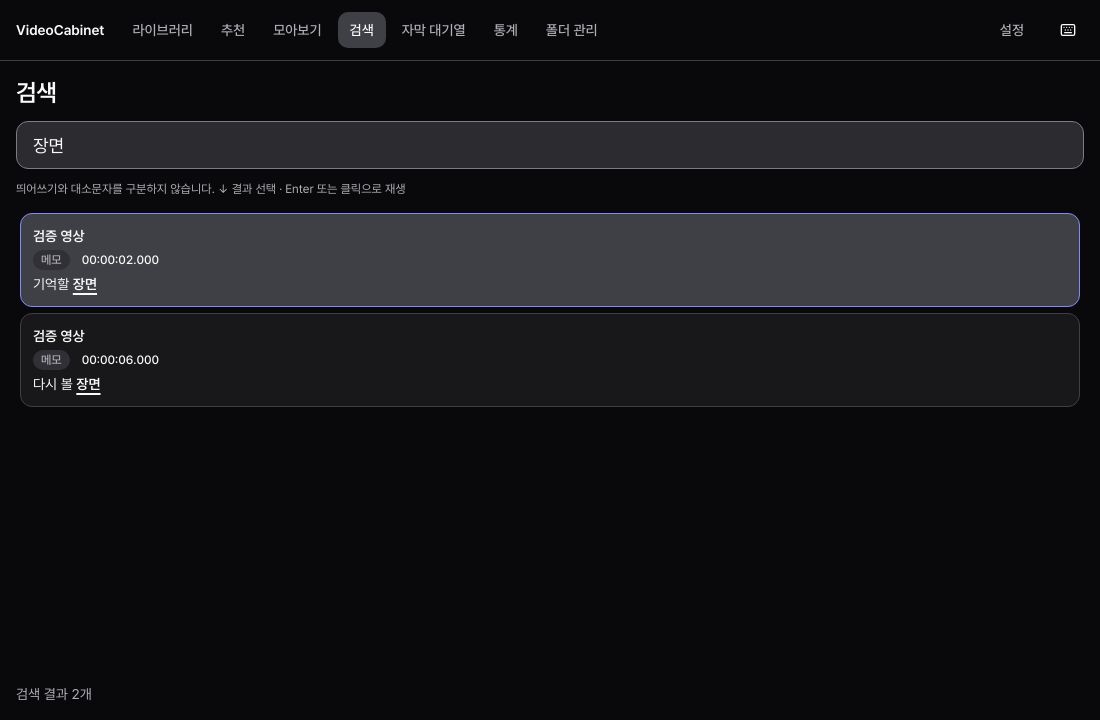 VideoCabinet 라이브러리 추천 모아보기 검색 자막 대기열 통계 폴더 관리 설정
검색
장면
띄어쓰기와 대소문자를 구분하지 않습니다. ↓ 결과 선택 · Enter 또는 클릭으로 재생
검증 영상
메모 00:00:02.000
기억할 장면
검증 영상
메모 00:00:06.000
다시 볼 장면
검색 결과 2개